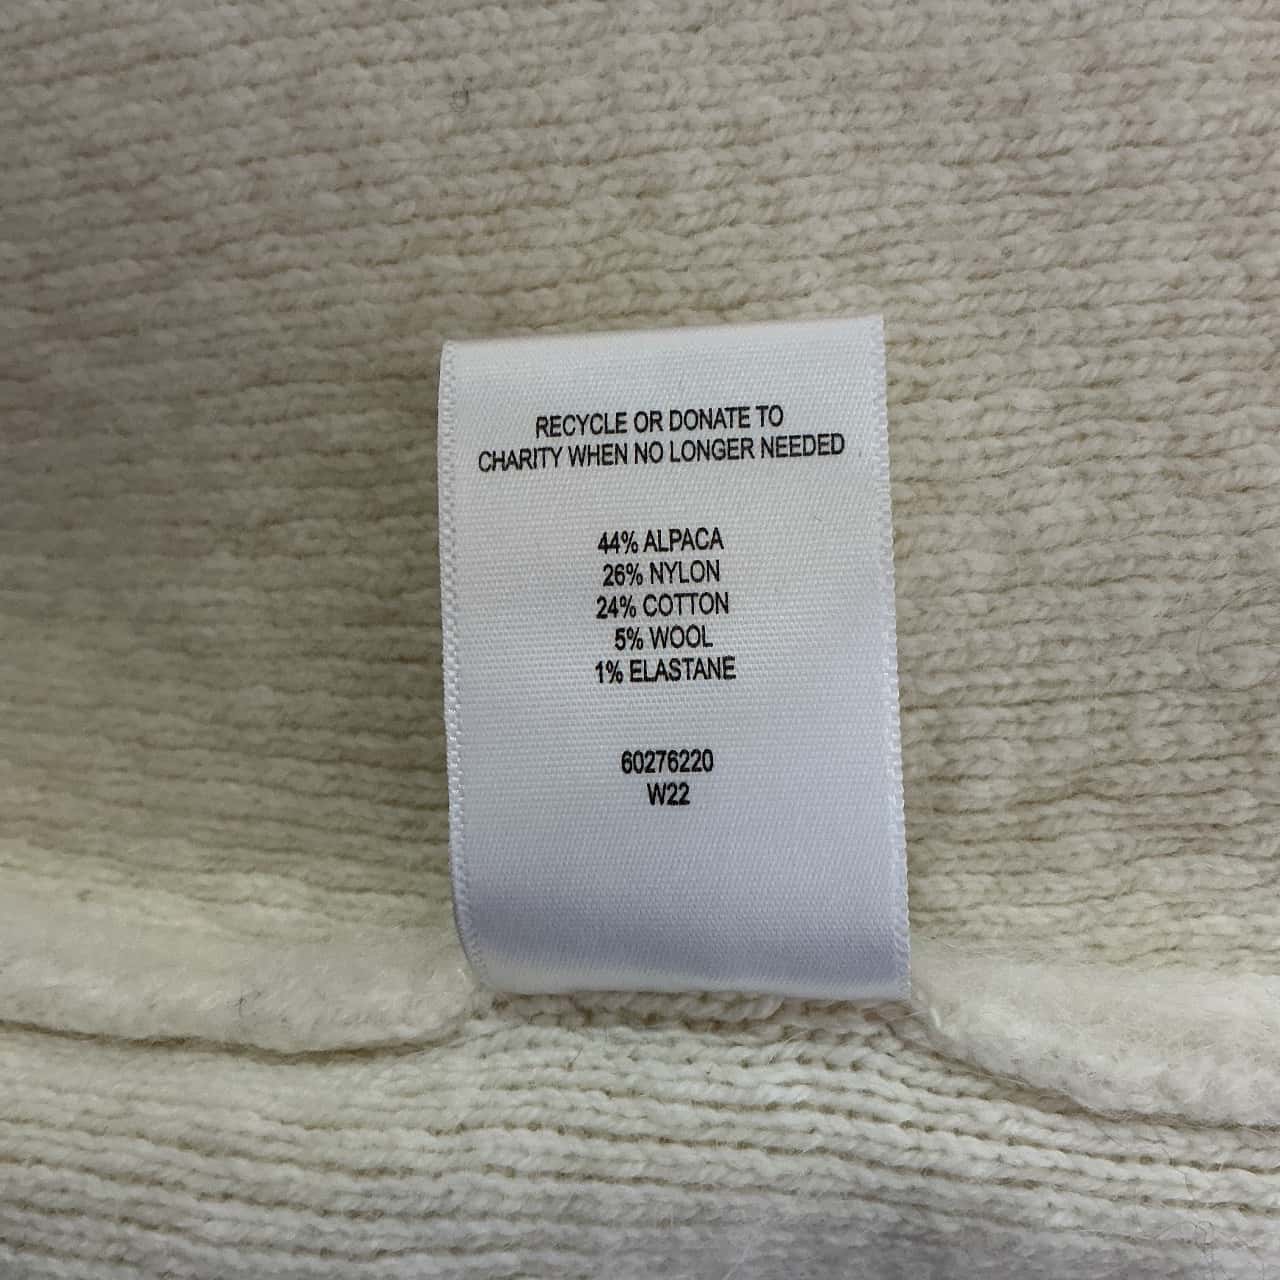 RECYCLE OR DONATE TO
CHARITY WHEN NO LONGER NEEDED
44% ALPACA
26% NYLON
24% COTTON
5% WOOL
1% ELASTANE
60276220
W22